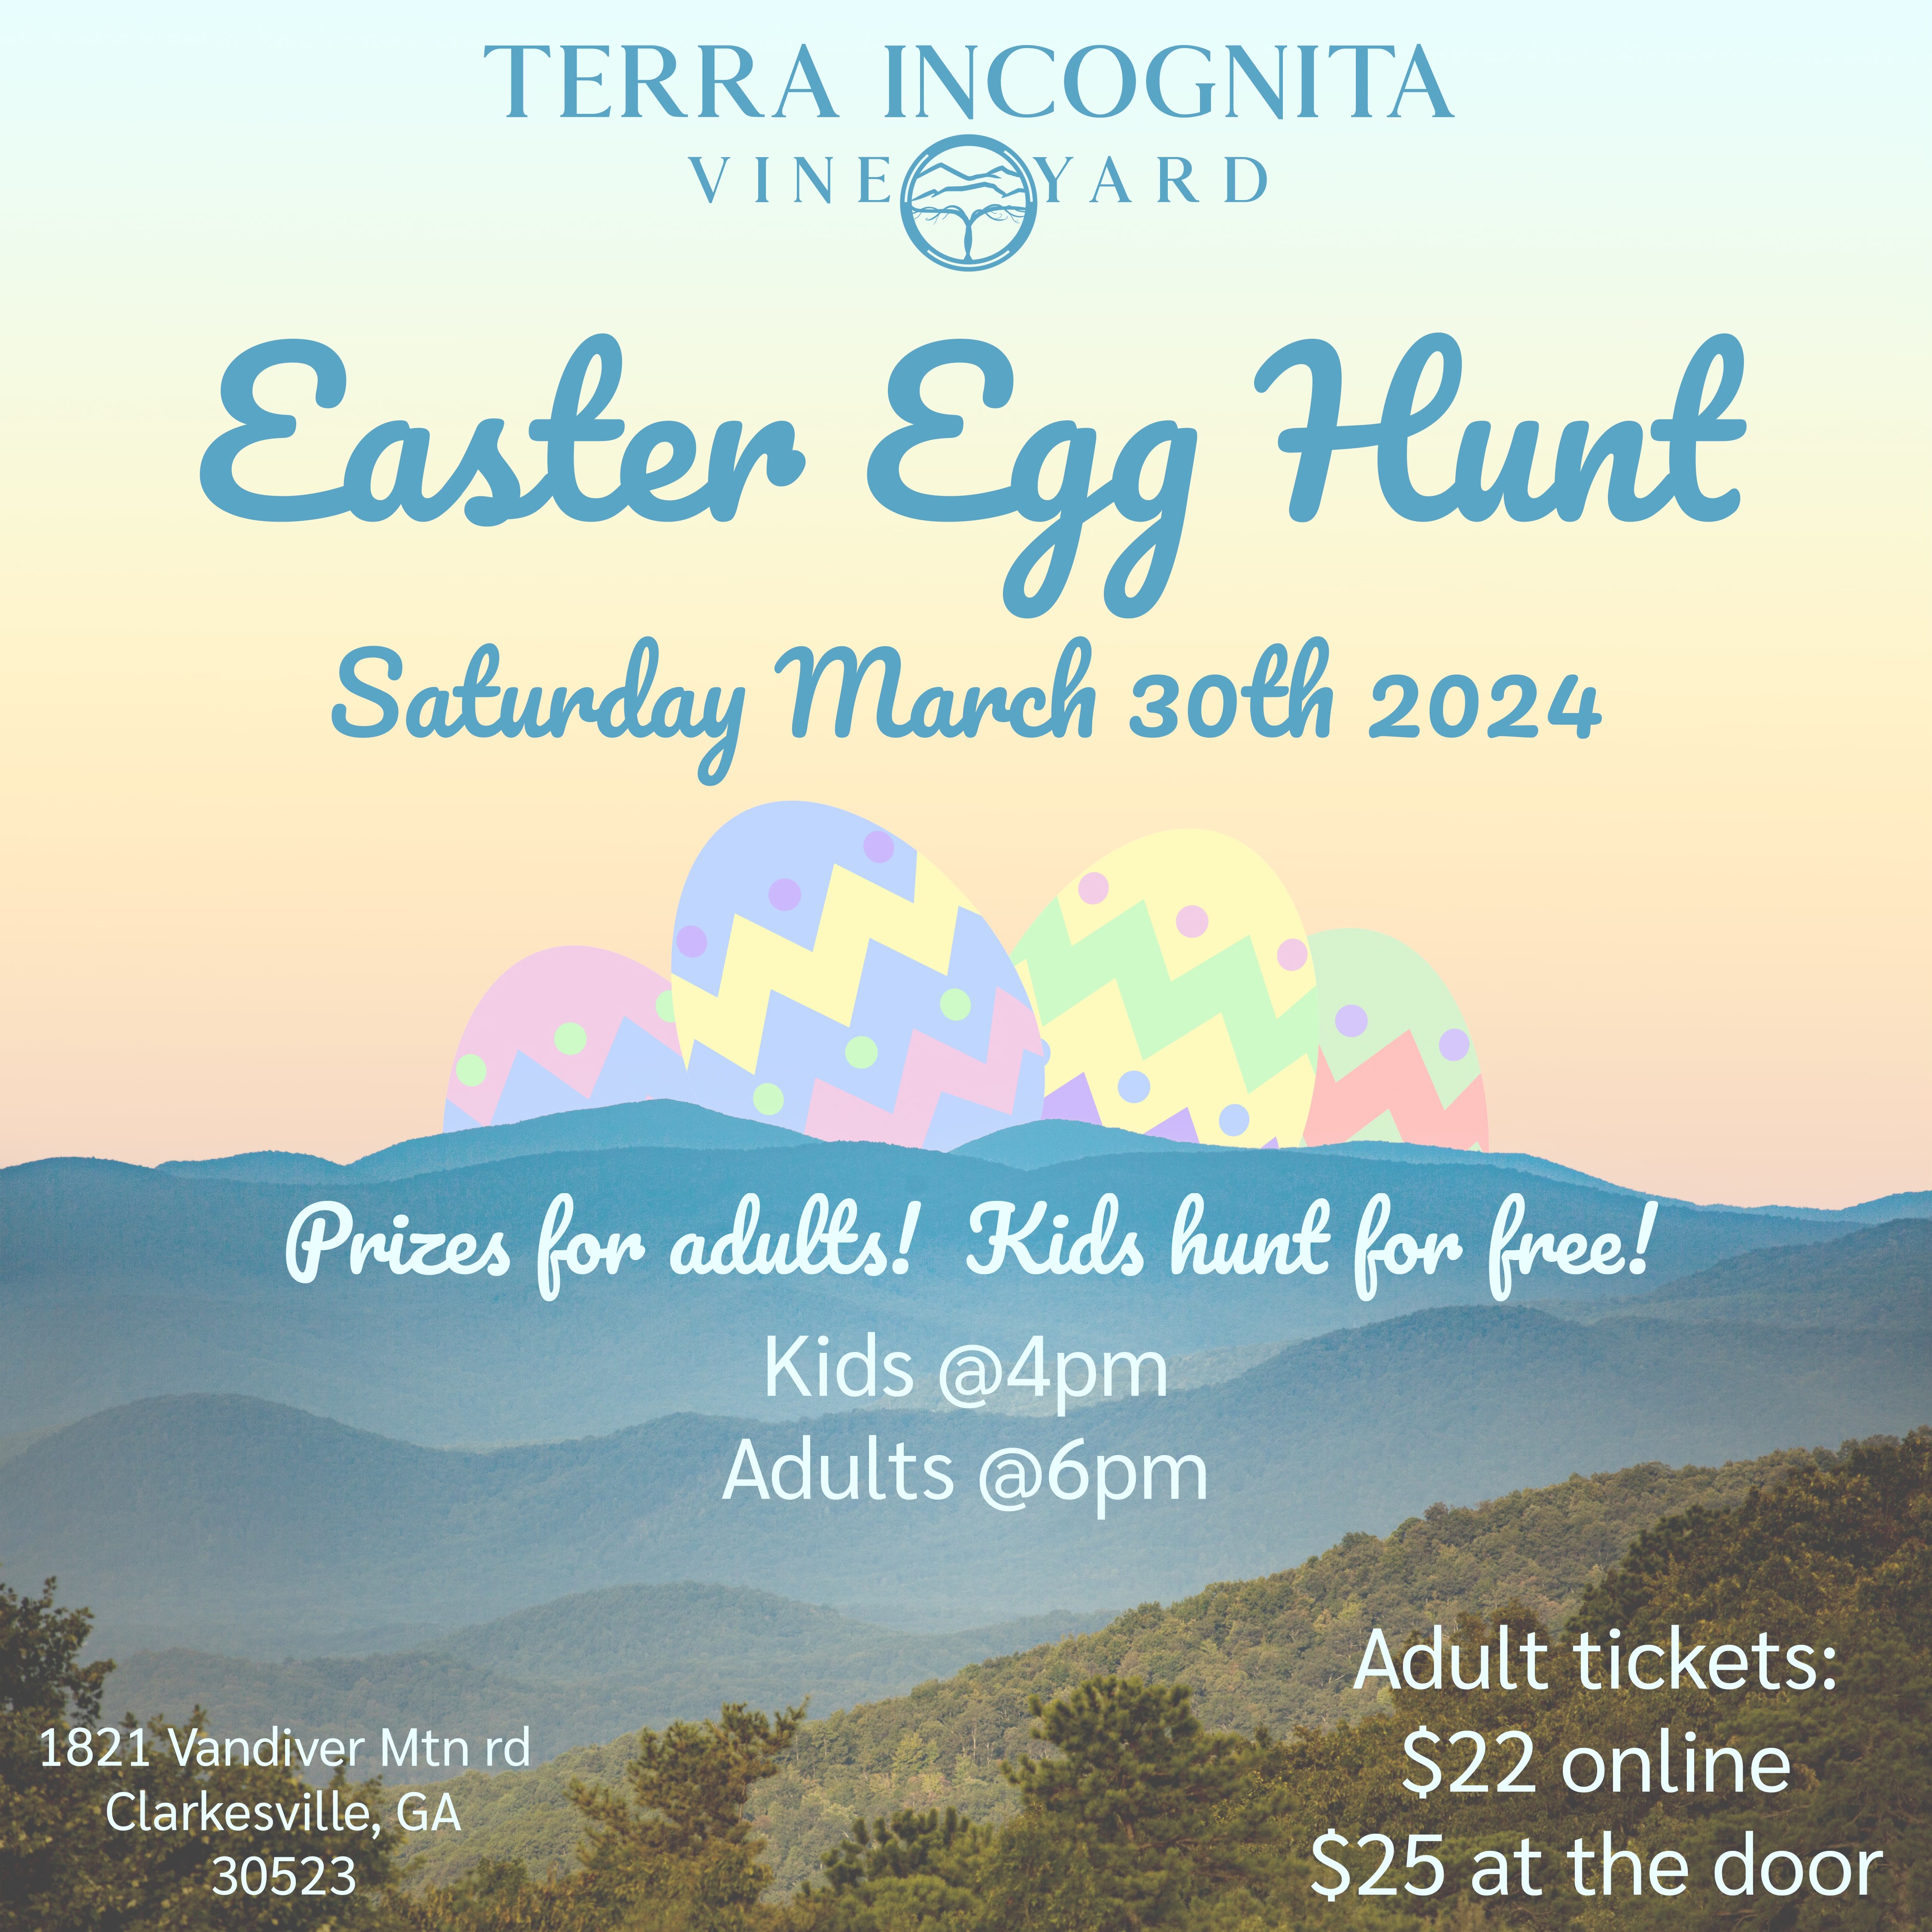 TERRA INCOGNITA
VINEYARD
Easter Egg Hunt
Saturday March 30th 2024
Prizes for adults! Kids hunt for free!
Kids @4pm
Adults @6pm
1821 Vandiver Mtn rd
Clarkesville, GA
30523
Adult tickets:
$22 online
$25 at the door